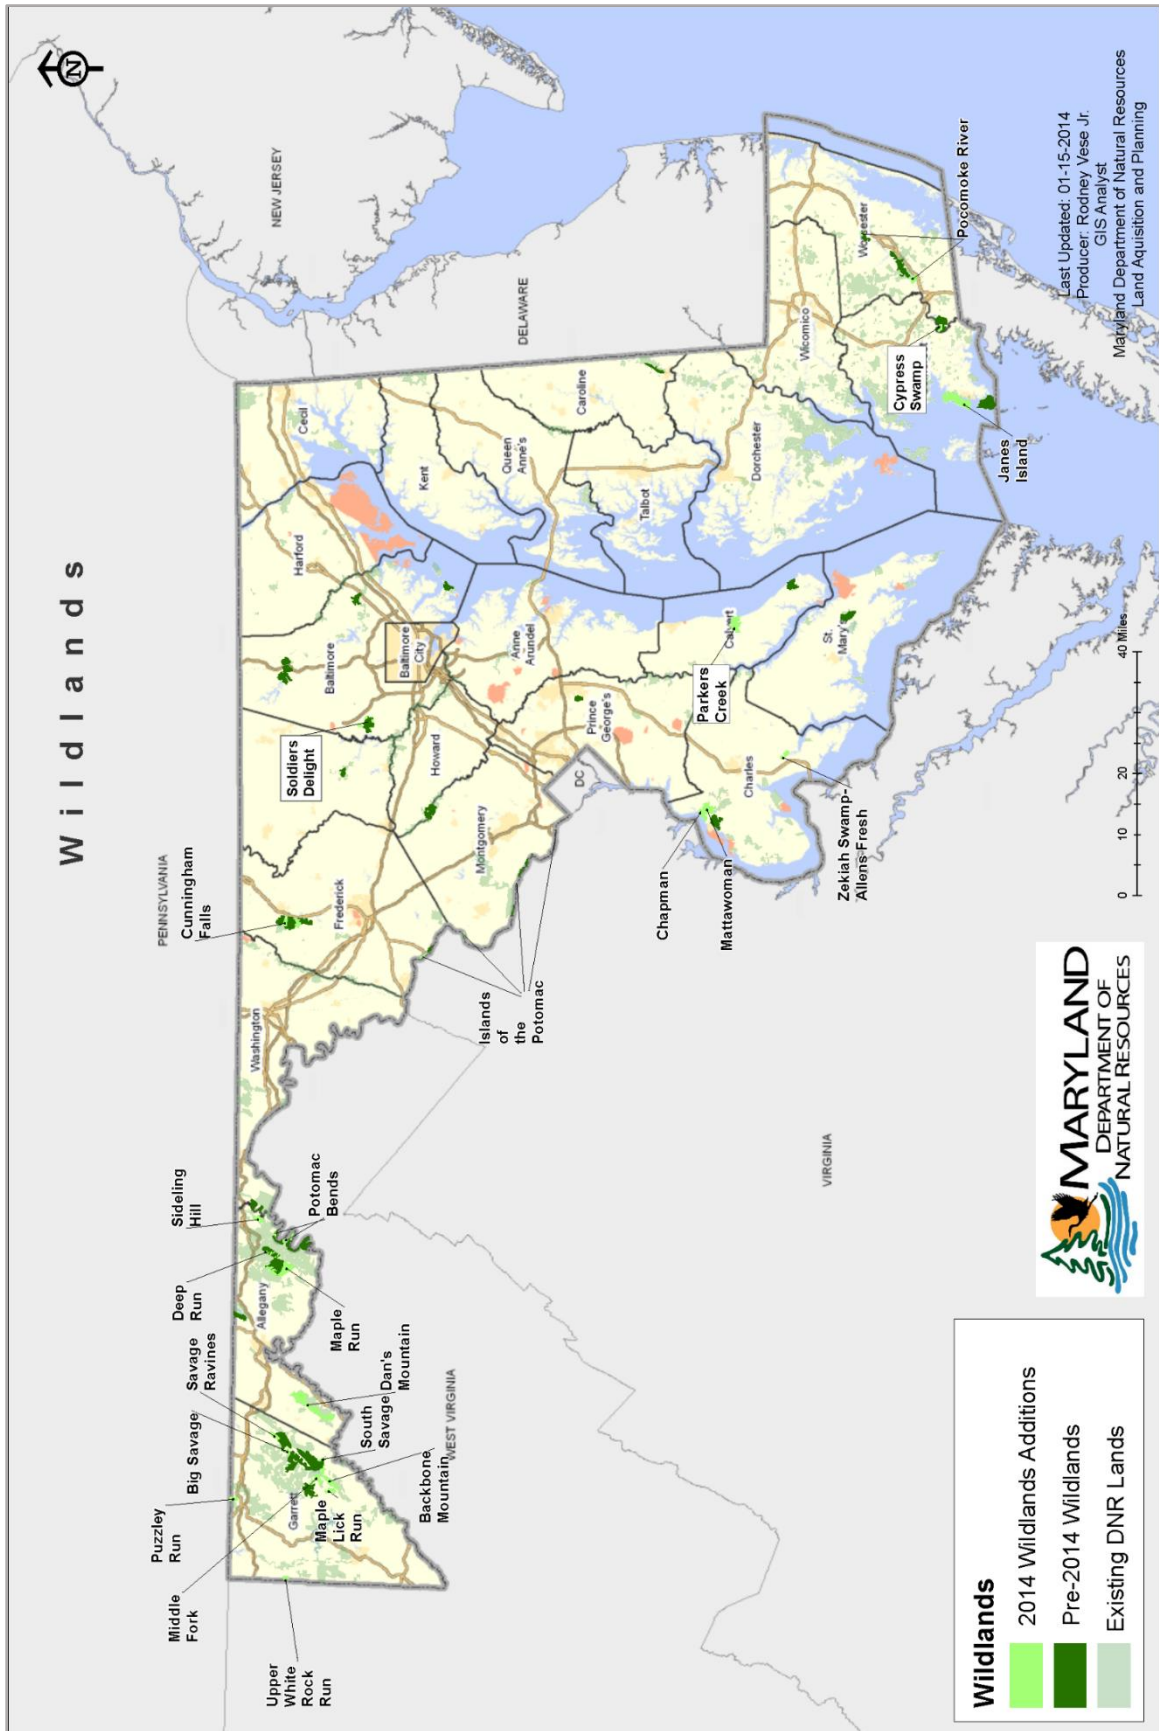 Wildlands
N
PENNSYLVANIA
NEW JERSEY
DELAWARE
VIRGINIA
WEST VIRGINIA
DC
Puzzley
Run
Big Savage
Savage
Ravines
Deep
Run
Sideling
Hill
Cunningham
Falls
Soldiers
Delight
Middle
Fork
Upper
White
Rock
Run
Maple
Lick
Run
Backbone
Mountain
South
Savage
Dan's
Mountain
Maple
Run
Potomac
Bends
Islands
of
the
Potomac
Chapman
Mattawoman
Zekiah Swamp-
Allens Fresh
Parkers
Creek
Janes
Island
Cypress
Swamp
Pocomoke River
Garrett
Allegany
Washington
Frederick
Montgomery
Howard
Baltimore
Baltimore
City
Harford
Cecil
Kent
Queen
Anne's
Caroline
Talbot
Dorchester
Wicomico
Worcester
Anne
Arundel
Prince
George's
Calvert
Charles
St.
Mary's
Wildlands
2014 Wildlands Additions
Pre-2014 Wildlands
Existing DNR Lands
MARYLAND
DEPARTMENT OF
NATURAL RESOURCES
0 10 20 40 Miles
Last Updated: 01-15-2014
Producer: Rodney Vese Jr.
GIS Analyst
Maryland Department of Natural Resources
Land Aquisition and Planning